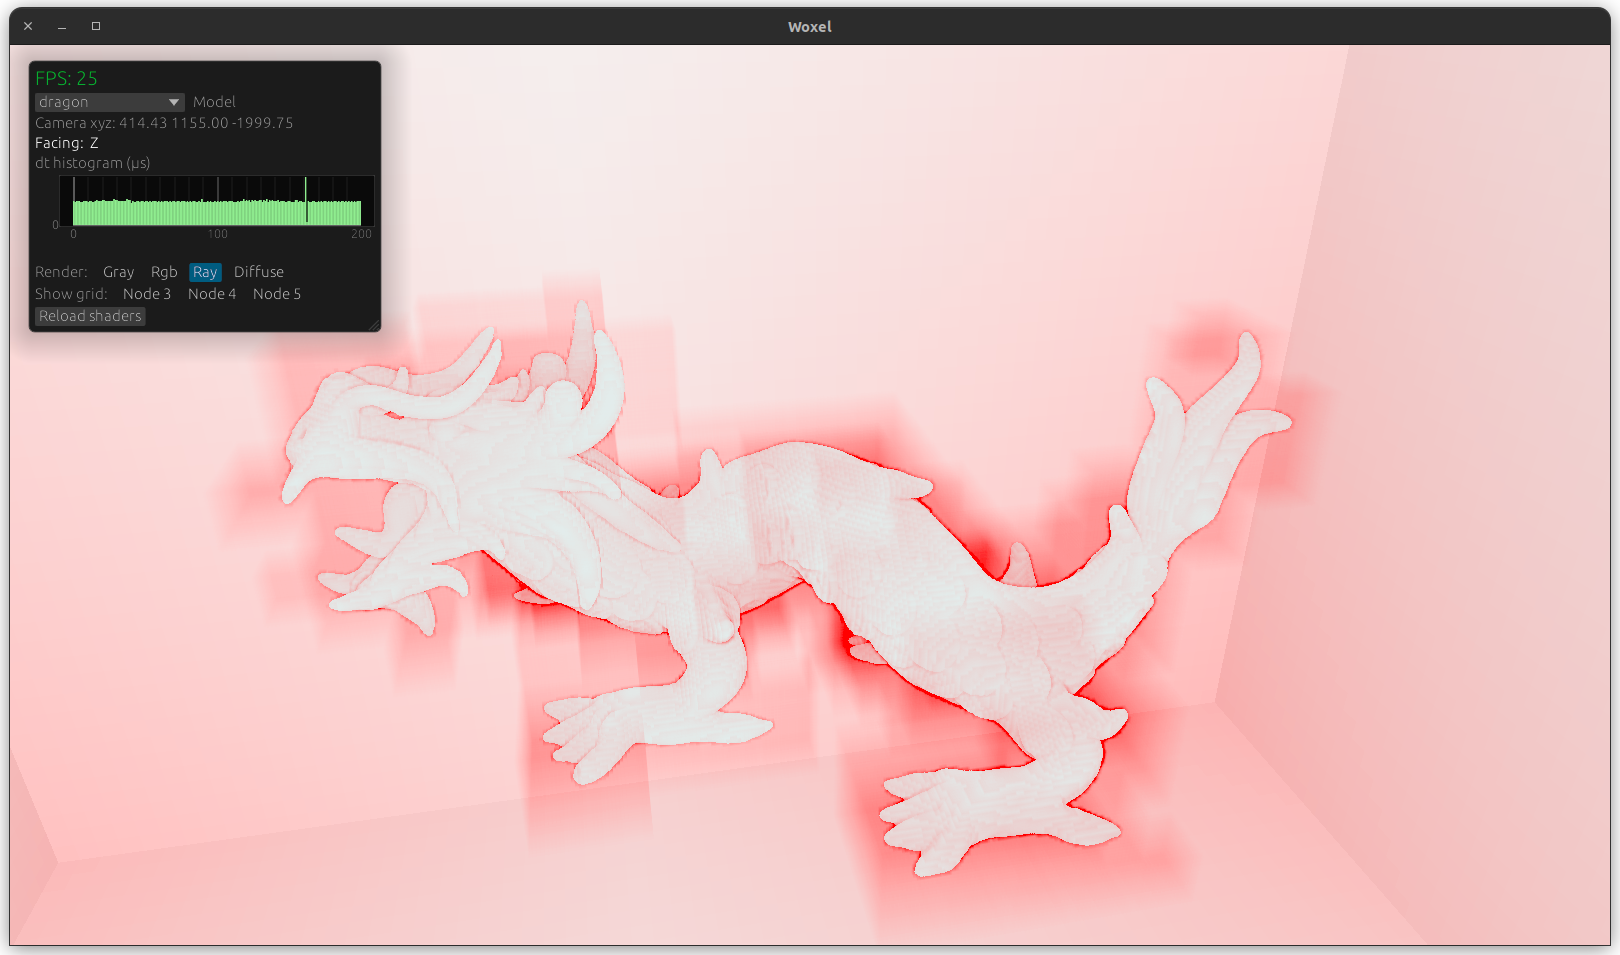 Woxel
FPS: 25
dragon Model
Camera xyz: 414.43 1155.00 -1999.75
Facing: Z
dt histogram (µs)
0
0 100 200
Render: Gray Rgb Ray Diffuse
Show grid: Node 3 Node 4 Node 5
Reload shaders